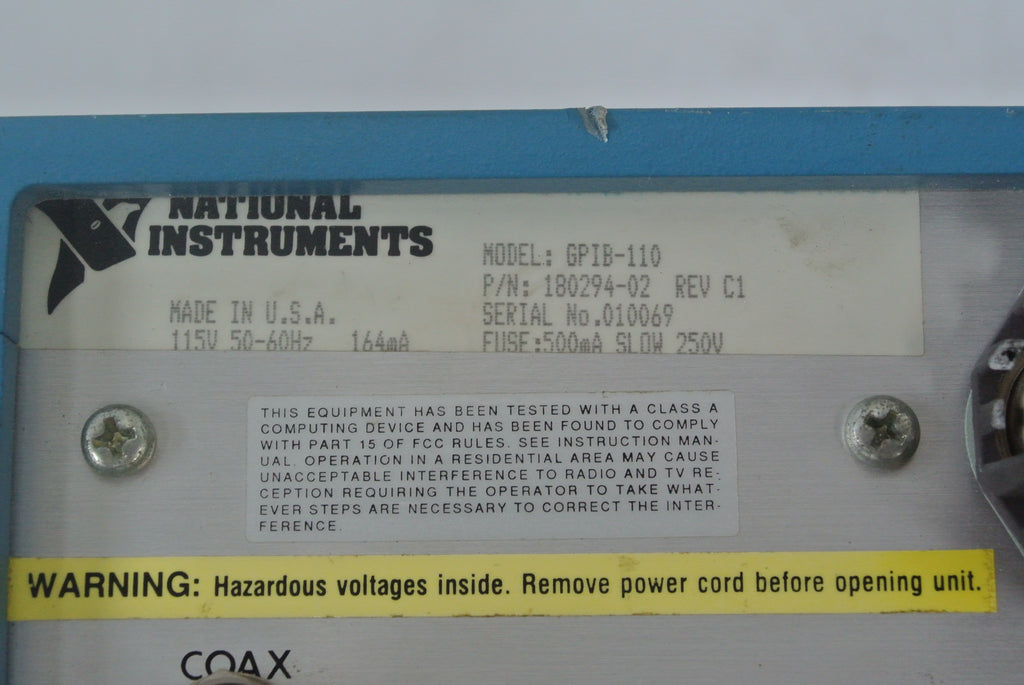 NATIONAL
INSTRUMENTS
MODEL: GPIB-110
P/N: 180294-02 REV C1
MADE IN U.S.A.
SERIAL No.010069
115V 50-60Hz 164mA
FUSE:500mA SLOW 250V
THIS EQUIPMENT HAS BEEN TESTED WITH A CLASS A
COMPUTING DEVICE AND HAS BEEN FOUND TO COMPLY
WITH PART 15 OF FCC RULES. SEE INSTRUCTION MAN-
UAL. OPERATION IN A RESIDENTIAL AREA MAY CAUSE
UNACCEPTABLE INTERFERENCE TO RADIO AND TV RE-
CEPTION REQUIRING THE OPERATOR TO TAKE WHAT-
EVER STEPS ARE NECESSARY TO CORRECT THE INTER-
FERENCE.
WARNING: Hazardous voltages inside. Remove power cord before opening unit.
COAX